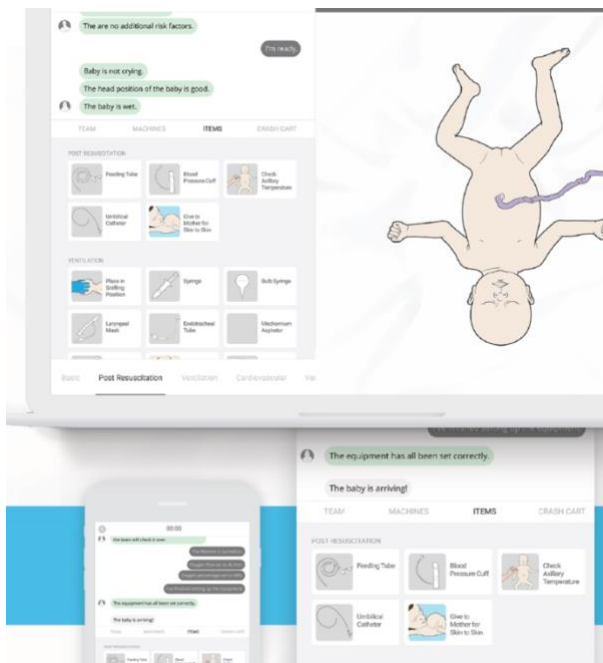 The are no additional risk factors.
I'm ready.
Baby is not crying.
The head position of the baby is good.
The baby is wet.
TEAM MACHINES ITEMS CRASH CART
POST RESUSCITATION
Feeding Tube
Blood
Pressure Cuff
Check
Axillary
Temperature
Umbilical
Catheter
Give to
Mother for
Skin to Skin
VENTILATION
Place in
Sniffing
Position
Syringe
Bulb Syringe
Laryngeal
Mask
Endotracheal
Tube
Meconium
Aspirator
Basic Post Resuscitation Ventilation Cardiovascular
The equipment has all been set correctly.
The baby is arriving!
TEAM MACHINES ITEMS CRASH CART
POST RESUSCITATION
Feeding Tube
Blood
Pressure Cuff
Check
Axillary
Temperature
Umbilical
Catheter
Give to
Mother for
Skin to Skin
00:00
The equipment has all been set correctly.
The baby is arriving!
ITEMS